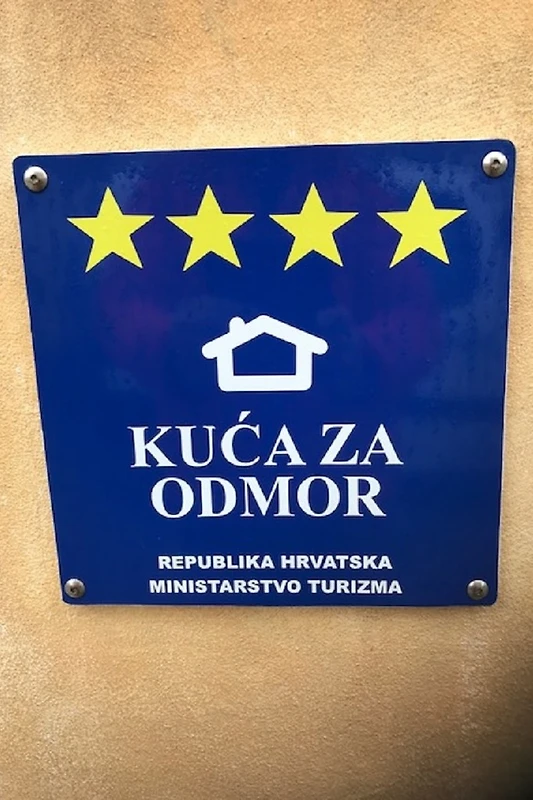 KUĆA ZA
ODMOR
REPUBLIKA HRVATSKA
MINISTARSTVO TURIZMA